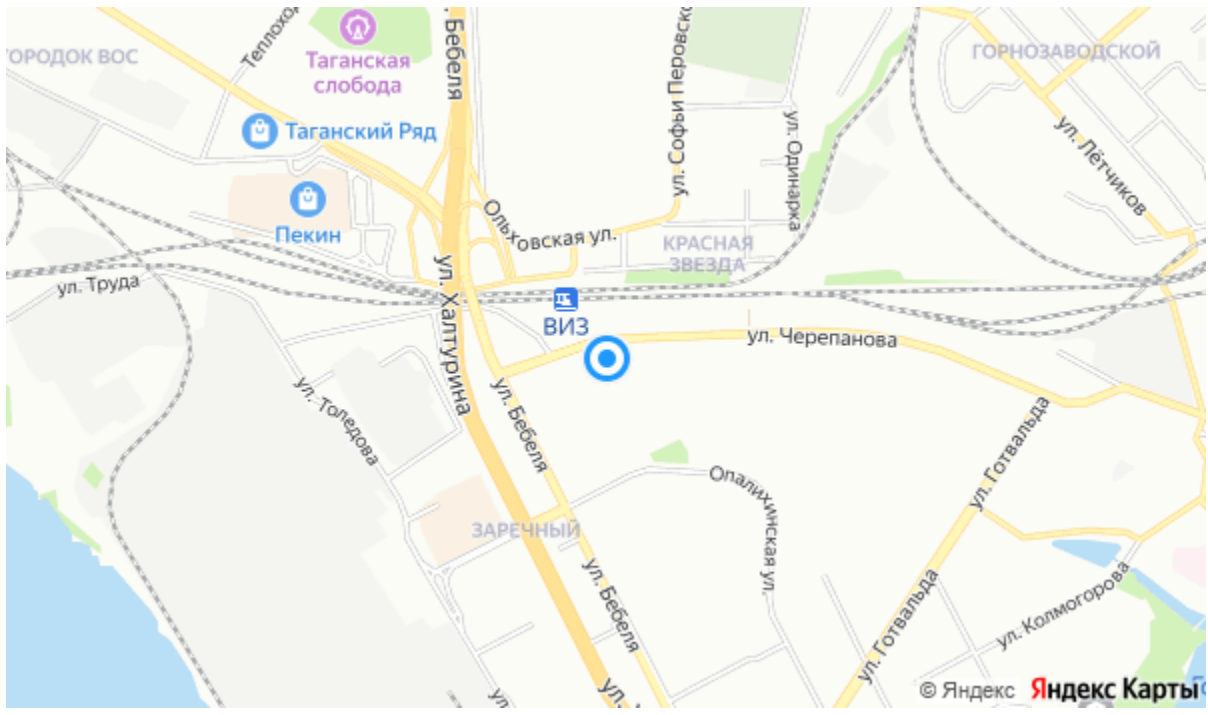 ГОРОДОК ВОС
Теплохо
Таганская
слобода
. Бебеля
ул. Софьи Перовско
ГОРНОЗАВОДСКОЙ
Таганский Ряд
ул. Одинарка
ул. Лётчиков
Пекин
Ольховская ул.
КРАСНАЯ
ЗВЕЗДА
ул. Труда
ул. Халтурина
ВИЗ
ул. Черепанова
ул. Толедова
ул. Бебеля
ул. Готвальда
Опалихинская ул.
ЗАРЕЧНЫЙ
ул. Бебеля
ул. Готвальда
ул. Колмогорова
ул.
ул.
© Яндекс Яндекс Карты